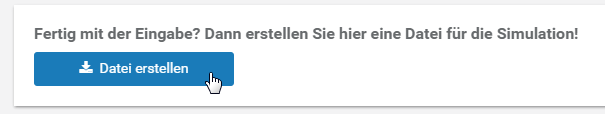 Fertig mit der Eingabe? Dann erstellen Sie hier eine Datei für die Simulation!
Datei erstellen